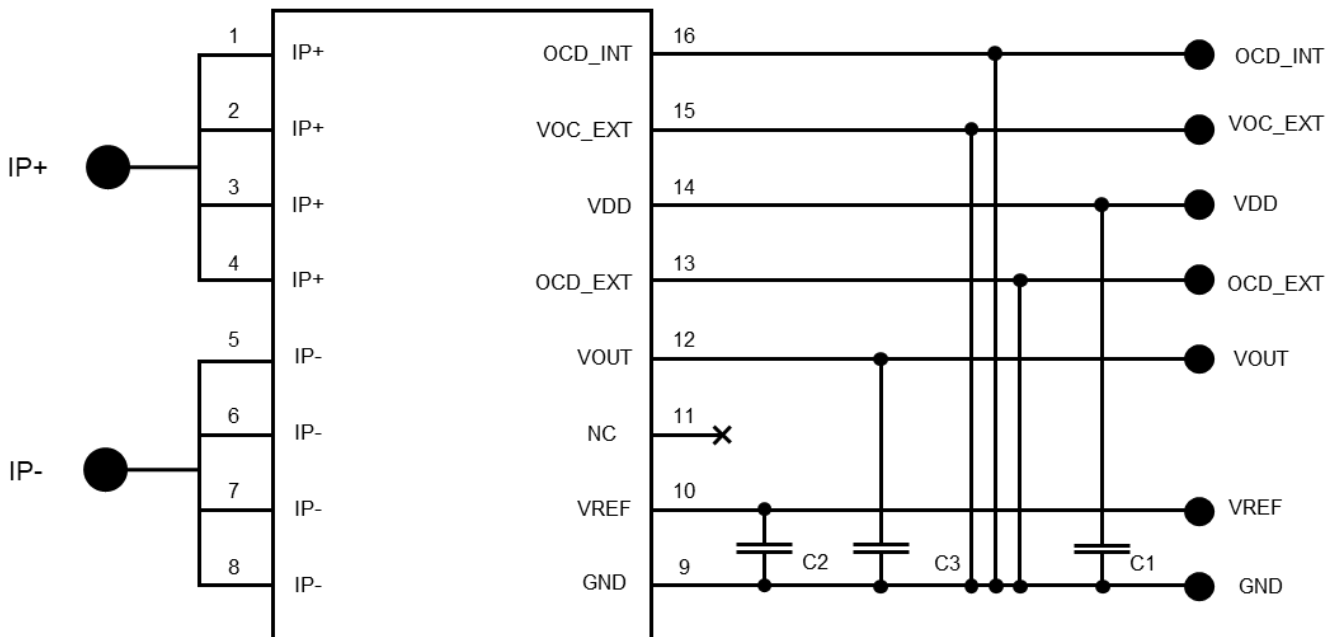 1 IP+ OCD_INT 16 OCD_INT
2 IP+ VOC_EXT 15 VOC_EXT
IP+
3 IP+ VDD 14 VDD
4 IP+ OCD_EXT 13 OCD_EXT
5 IP- VOUT 12 VOUT
6 IP- NC 11
IP-
7 IP- VREF 10 VREF
C2 C3 C1
8 IP- GND 9 GND